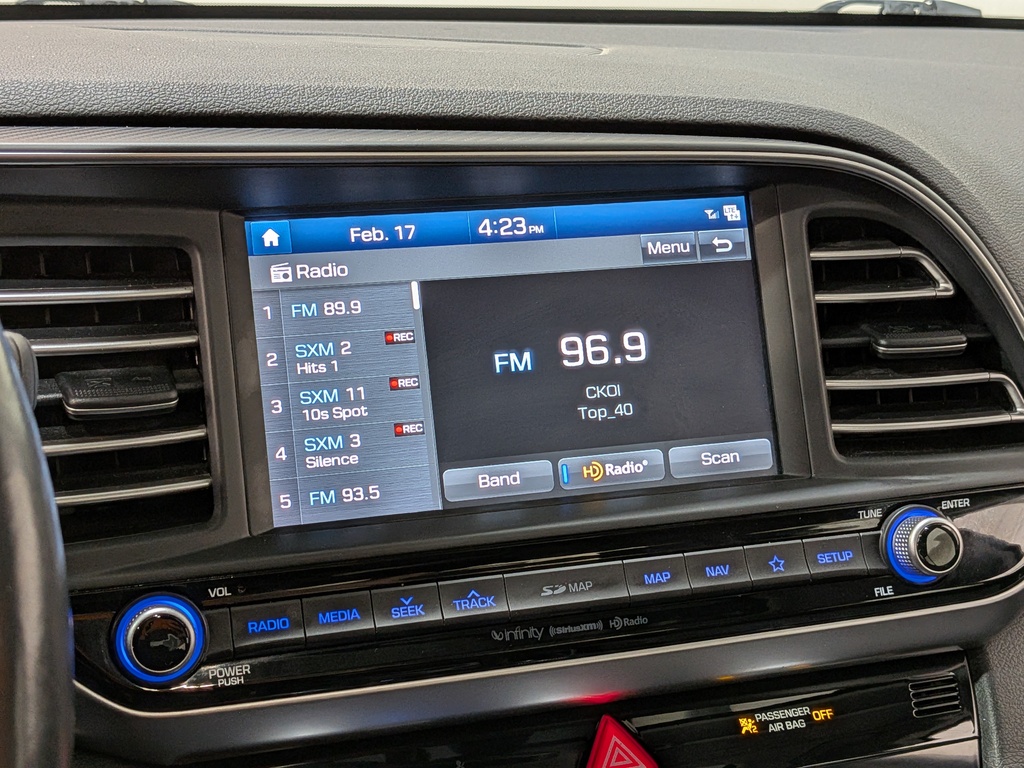 Feb. 17 4:23 PM LTE
Menu
Radio
1 FM 89.9
2 SXM 2 REC
Hits 1
3 SXM 11 REC
10s Spot
4 SXM 3 REC
Silence
5 FM 93.5
FM 96.9
CKOI
Top_40
Band HD Radio® Scan
VOL
POWER
PUSH
RADIO MEDIA SEEK TRACK SD MAP MAP NAV SETUP
TUNE ENTER
FILE
infinity ((SiriusXM)) HD Radio
PASSENGER
AIR BAG OFF
2